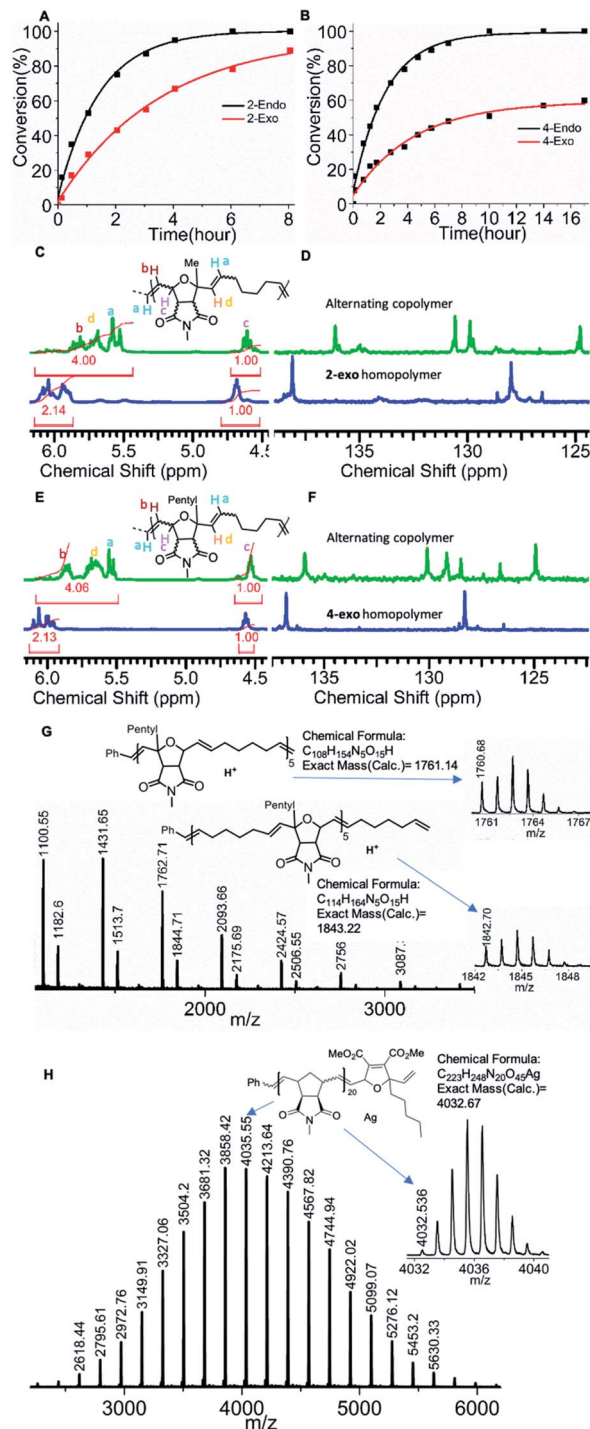 A
B
Conversion(%)
100
80
60
40
20
0
2-Endo
2-Exo
0 2 4 6 8
Time(hour)
Conversion(%)
100
80
60
40
20
0
4-Endo
4-Exo
0 2 4 6 8 10 12 14 16
Time(hour)
C
D
b H
Me
H a
O
a H
H c
H d
O N O
b
d
a
c
4.00
1.00
2.14
1.00
6.0 5.5 5.0 4.5
Chemical Shift (ppm)
Alternating copolymer
2-exo homopolymer
135 130 125
Chemical Shift (ppm)
E
F
b H
Pentyl
H a
O
a H
H c
H d
O N O
b
d
a
c
4.06
1.00
2.13
1.00
6.0 5.5 5.0 4.5
Chemical Shift (ppm)
Alternating copolymer
4-exo homopolymer
135 130 125
Chemical Shift (ppm)
G
Pentyl
O
Ph
5
O N O
H+
Chemical Formula:
C108H154N5O15H
Exact Mass(Calc.)= 1761.14
1760.68
1761 1764 1767
m/z
Pentyl
O
Ph
5
O N O
H+
Chemical Formula:
C114H164N5O15H
Exact Mass(Calc.)=
1843.22
1842.70
1842 1845 1848
m/z
1100.55
1182.6
1431.65
1513.7
1762.71
1844.71
2093.66
2175.69
2424.57
2506.55
2756
3087.
2000 3000
m/z
H
MeO2C
CO2Me
Ph
20
O
O N O
Ag
Chemical Formula:
C223H248N20O45Ag
Exact Mass(Calc.)=
4032.67
4032.536
4032 4036 4040
m/z
2618.44
2795.61
2972.76
3149.91
3327.06
3504.2
3681.32
3858.42
4035.55
4213.64
4390.76
4567.82
4744.94
4922.02
5099.07
5276.12
5453.2
5630.33
3000 4000 5000 6000
m/z